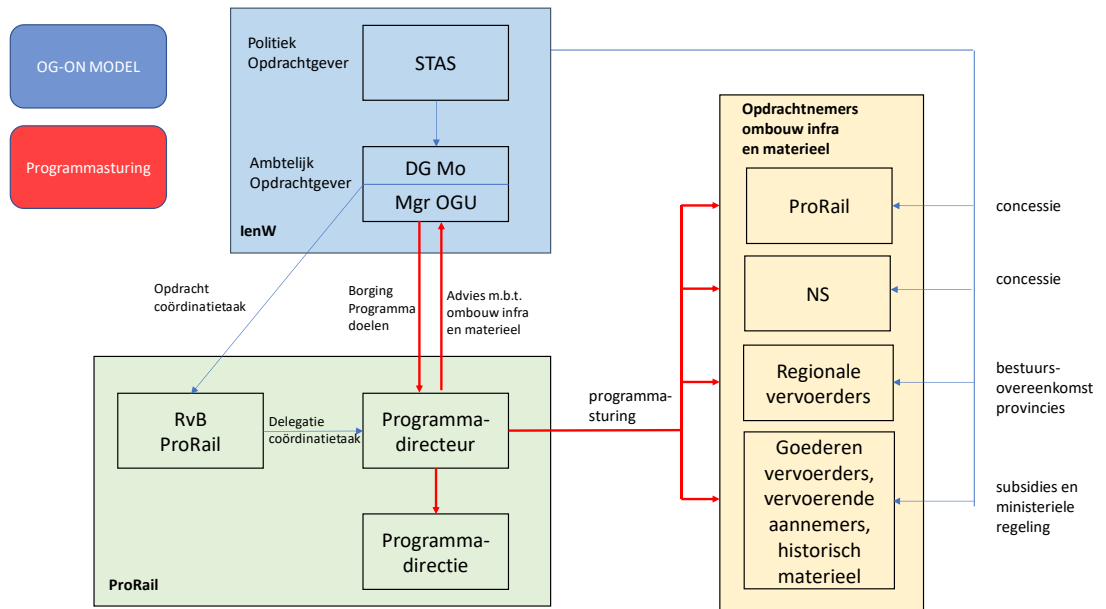 OG-ON MODEL
Programmasturing
Politiek
Opdrachtgever
STAS
Ambtelijk
Opdrachtgever
DG Mo
Mgr OGU
IenW
Opdracht
coördinatietaak
Borging
Programma
doelen
Advies m.b.t.
ombouw infra
en materieel
RvB
ProRail
Delegatie
coördinatietaak
Programma-
directeur
Programma-
directie
ProRail
programma-
sturing
Opdrachtnemers
ombouw infra
en materieel
ProRail
NS
Regionale
vervoerders
Goederen
vervoerders,
vervoerende
aannemers,
historisch
materieel
concessie
concessie
bestuurs-
overeenkomst
provincies
subsidies en
ministeriele
regeling